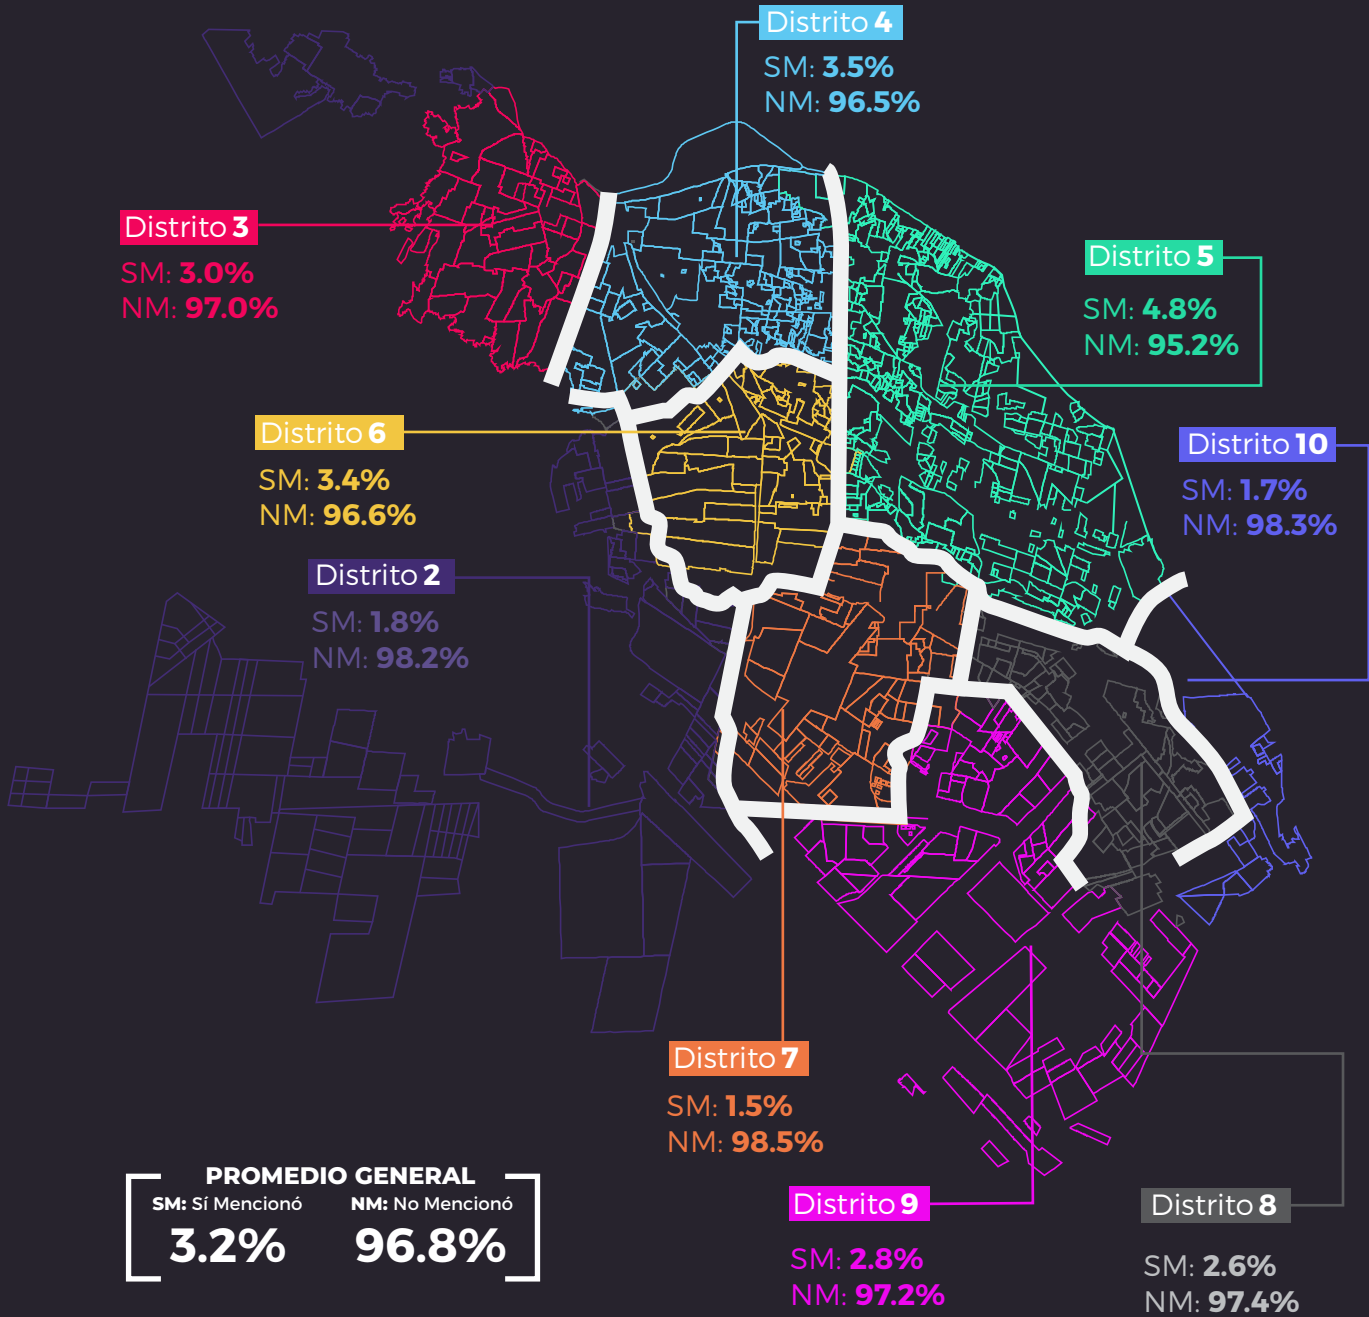 Distrito 4
SM: 3.5%
NM: 96.5%
Distrito 3
SM: 3.0%
NM: 97.0%
Distrito 5
SM: 4.8%
NM: 95.2%
Distrito 6
SM: 3.4%
NM: 96.6%
Distrito 10
SM: 1.7%
NM: 98.3%
Distrito 2
SM: 1.8%
NM: 98.2%
Distrito 7
SM: 1.5%
NM: 98.5%
PROMEDIO GENERAL
SM: Sí Mencionó NM: No Mencionó
3.2% 96.8%
Distrito 9
SM: 2.8%
NM: 97.2%
Distrito 8
SM: 2.6%
NM: 97.4%